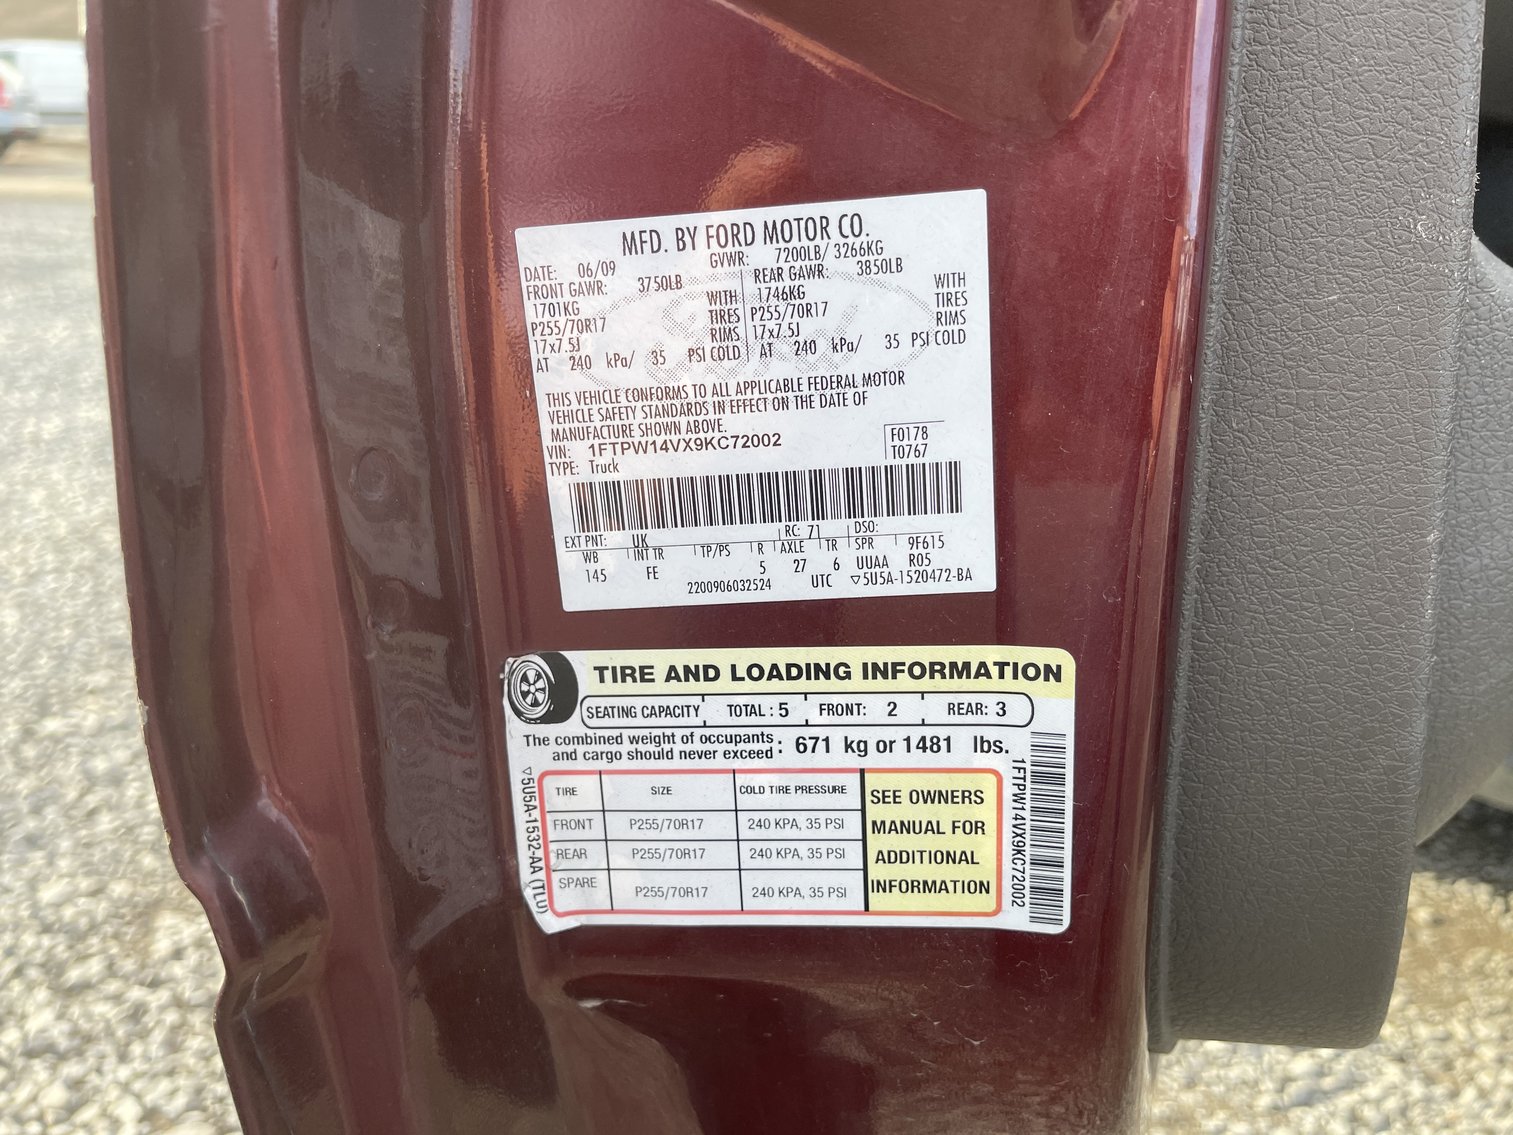 MFD. BY FORD MOTOR CO.
DATE: 06/09 GVWR: 7200LB/ 3266KG
FRONT GAWR: 3750LB REAR GAWR: 3850LB
1701KG WITH 1746KG WITH
P255/70R17 TIRES P255/70R17 TIRES
17x7.5J RIMS 17x7.5J RIMS
AT 240 kPa/ 35 PSI COLD AT 240 kPa/ 35 PSI COLD
THIS VEHICLE CONFORMS TO ALL APPLICABLE FEDERAL MOTOR
VEHICLE SAFETY STANDARDS IN EFFECT ON THE DATE OF
MANUFACTURE SHOWN ABOVE.
VIN: 1FTPW14VX9KC72002 F0178
TYPE: Truck T0767
EXT PNT: UK RC: 71 DSO:
WB INT TR TP/PS R AXLE TR SPR 9F615
145 FE 5 27 6 UUAA R05
2200906032524 UTC ▽5U5A-1520472-BA
TIRE AND LOADING INFORMATION
SEATING CAPACITY TOTAL : 5 FRONT: 2 REAR: 3
The combined weight of occupants
and cargo should never exceed : 671 kg or 1481 lbs.
TIRE SIZE COLD TIRE PRESSURE
FRONT P255/70R17 240 KPA, 35 PSI
REAR P255/70R17 240 KPA, 35 PSI
SPARE P255/70R17 240 KPA, 35 PSI
SEE OWNERS
MANUAL FOR
ADDITIONAL
INFORMATION
▽5U5A-1532-AA (TLU)
1FTPW14VX9KC72002